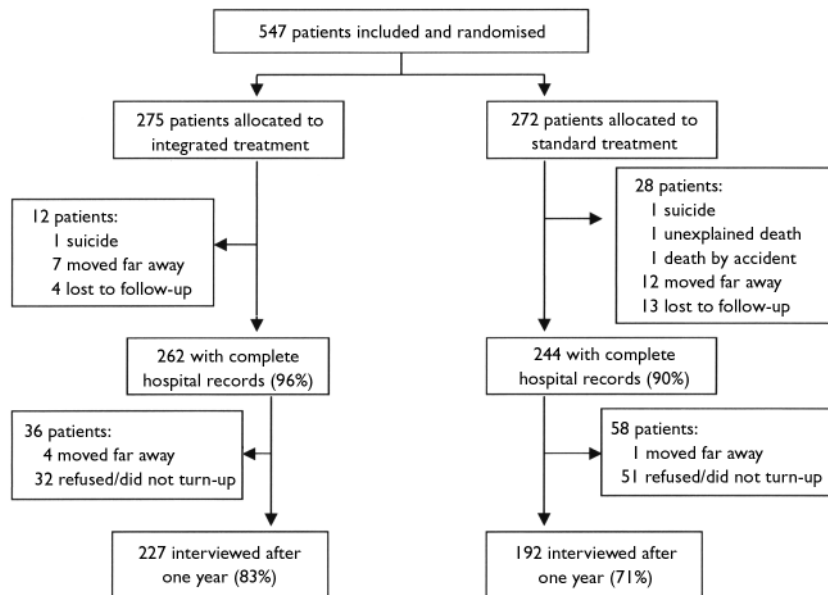 547 patients included and randomised
275 patients allocated to
integrated treatment
272 patients allocated to
standard treatment
12 patients:
1 suicide
7 moved far away
4 lost to follow-up
28 patients:
1 suicide
1 unexplained death
1 death by accident
12 moved far away
13 lost to follow-up
262 with complete
hospital records (96%)
244 with complete
hospital records (90%)
36 patients:
4 moved far away
32 refused/did not turn-up
58 patients:
1 moved far away
51 refused/did not turn-up
227 interviewed after
one year (83%)
192 interviewed after
one year (71%)